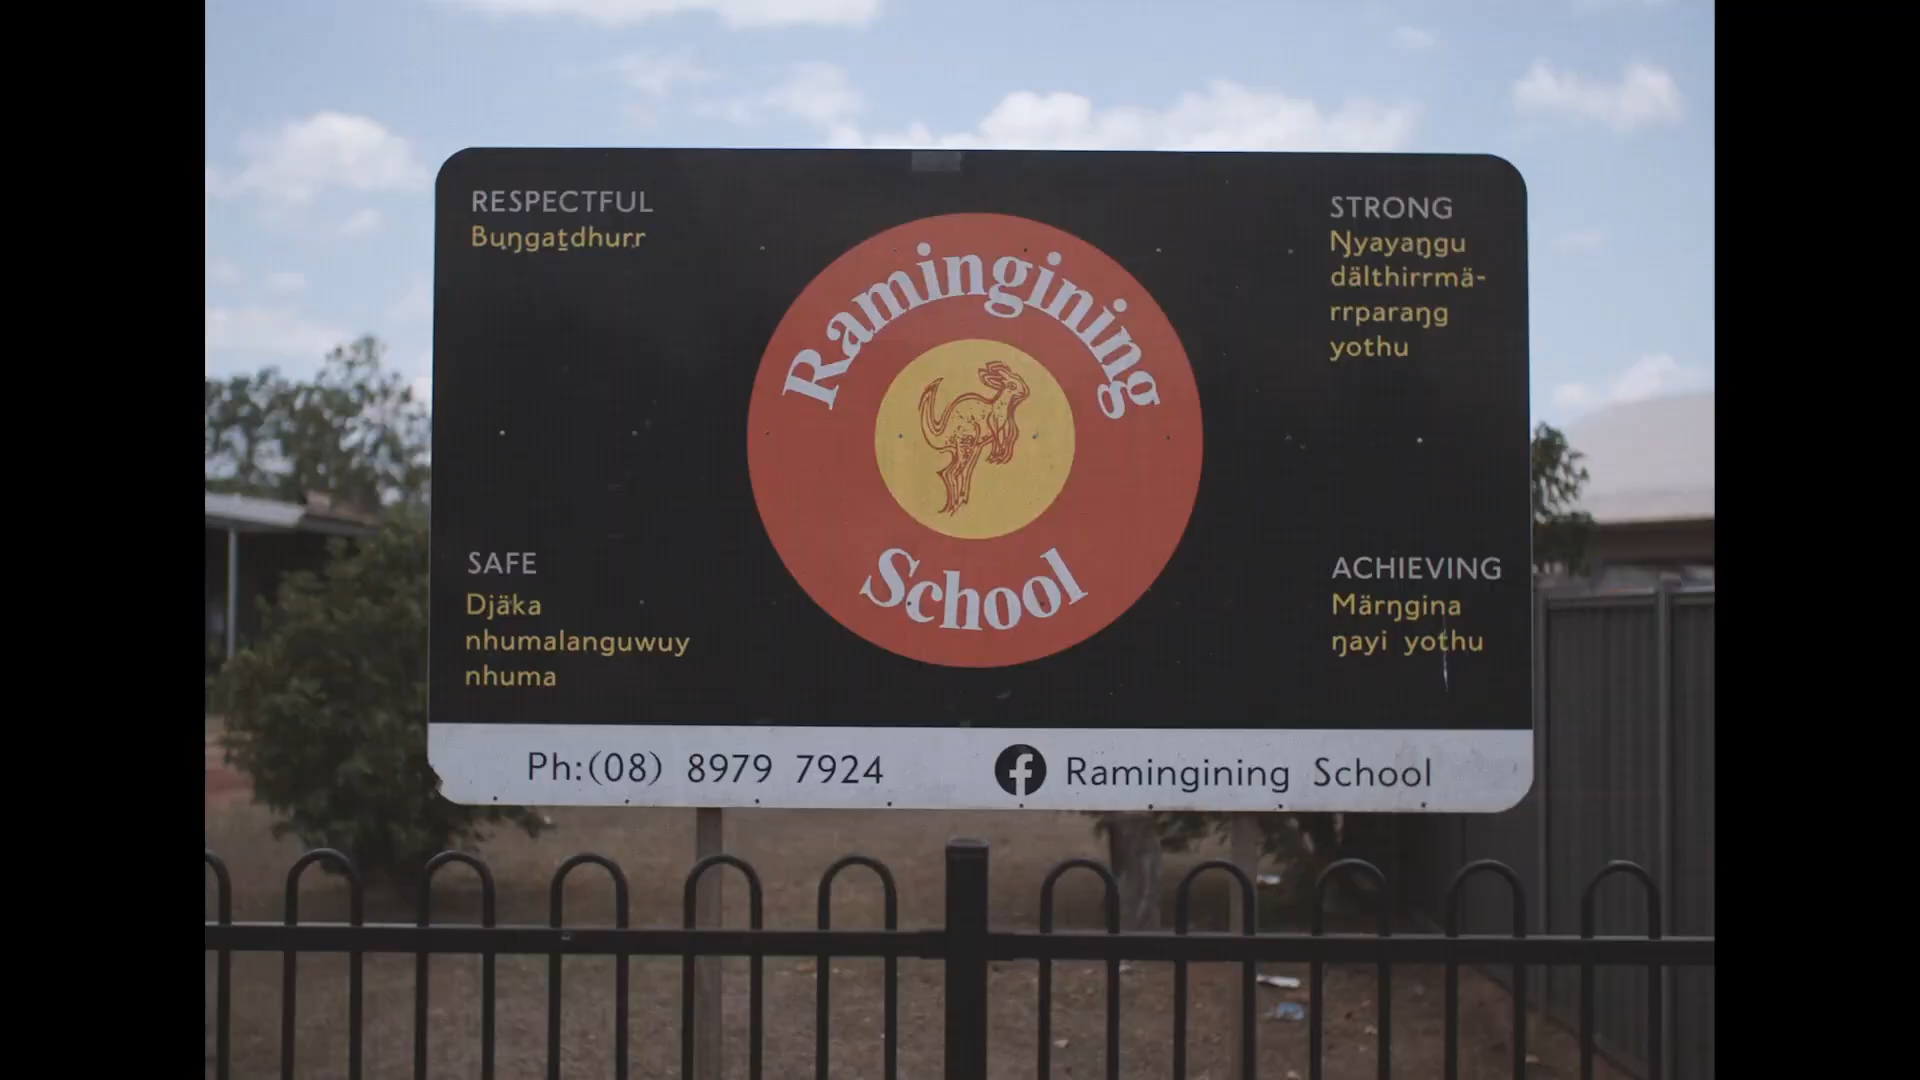 RESPECTFUL
Buŋgaṯdhurr
STRONG
Ŋyayaŋgu
dälthirrmä-
rrparaŋg
yothu
Ramingining
School
SAFE
Djäka
nhumalanguwuy
nhuma
ACHIEVING
Märŋgina
ŋayi yothu
Ph:(08) 8979 7924
Ramingining School